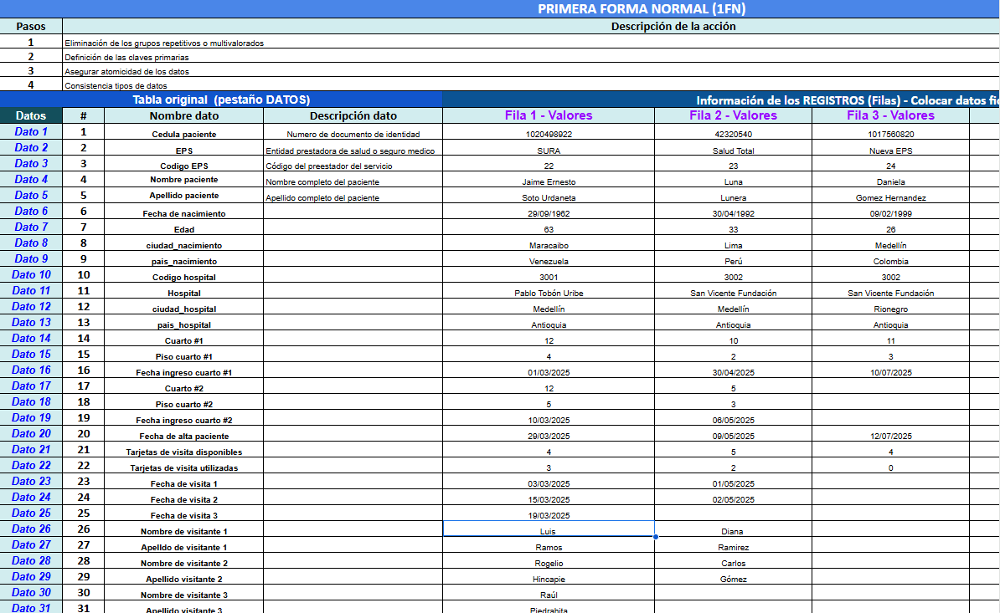 PRIMERA FORMA NORMAL (1FN)
Pasos Descripción de la acción
1 Eliminación de los grupos repetitivos o multivalorados
2 Definición de las claves primarias
3 Asegurar atomicidad de los datos
4 Consistencia tipos de datos
Tabla original (pestaño DATOS) Información de los REGISTROS (Filas) - Colocar datos fi
Datos # Nombre dato Descripción dato Fila 1 - Valores Fila 2 - Valores Fila 3 - Valores
Dato 1 1 Cedula paciente Numero de documento de identidad 1020498922 42320540 1017560820
Dato 2 2 EPS Entidad prestadora de salud o seguro medico SURA Salud Total Nueva EPS
Dato 3 3 Codigo EPS Código del preestador del servicio 22 23 24
Dato 4 4 Nombre paciente Nombre completo del paciente Jaime Ernesto Luna Daniela
Dato 5 5 Apellido paciente Apellido completo del paciente Soto Urdaneta Lunera Gomez Hernandez
Dato 6 6 Fecha de nacimiento 29/09/1962 30/04/1992 09/02/1999
Dato 7 7 Edad 63 33 26
Dato 8 8 ciudad_nacimiento Maracaibo Lima Medellín
Dato 9 9 pais_nacimiento Venezuela Perú Colombia
Dato 10 10 Codigo hospital 3001 3002 3002
Dato 11 11 Hospital Pablo Tobón Uribe San Vicente Fundación San Vicente Fundación
Dato 12 12 ciudad_hospital Medellín Medellín Rionegro
Dato 13 13 pais_hospital Antioquia Antioquia Antioquia
Dato 14 14 Cuarto #1 12 10 11
Dato 15 15 Piso cuarto #1 4 2 3
Dato 16 16 Fecha ingreso cuarto #1 01/03/2025 30/04/2025 10/07/2025
Dato 17 17 Cuarto #2 12 5
Dato 18 18 Piso cuarto #2 5 3
Dato 19 19 Fecha ingreso cuarto #2 10/03/2025 06/05/2025
Dato 20 20 Fecha de alta paciente 29/03/2025 09/05/2025 12/07/2025
Dato 21 21 Tarjetas de visita disponibles 4 5 4
Dato 22 22 Tarjetas de visita utilizadas 3 2 0
Dato 23 23 Fecha de visita 1 03/03/2025 01/05/2025
Dato 24 24 Fecha de visita 2 15/03/2025 02/05/2025
Dato 25 25 Fecha de visita 3 19/03/2025
Dato 26 26 Nombre de visitante 1 Luis Diana
Dato 27 27 Apelldo de visitante 1 Ramos Ramirez
Dato 28 28 Nombre de visitante 2 Rogelio Carlos
Dato 29 29 Apellido visitante 2 Hincapie Gómez
Dato 30 30 Nombre de visitante 3 Raúl
Dato 31 31 Apellido visitante 3 Piedrahita